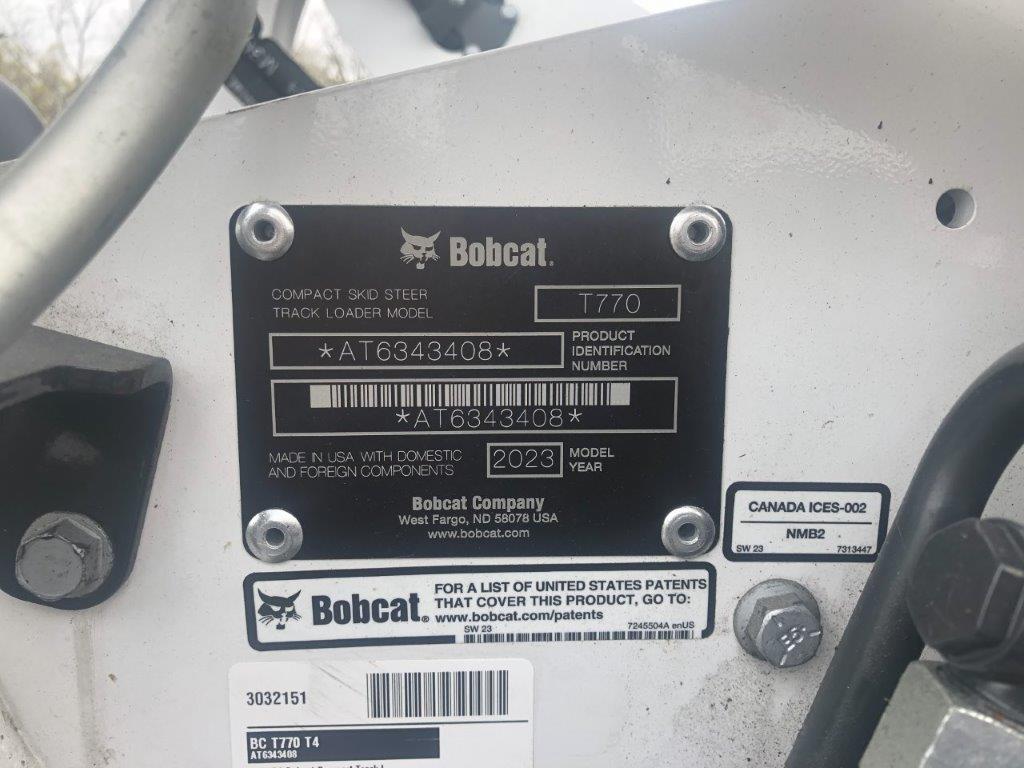 Bobcat.
COMPACT SKID STEER
TRACK LOADER MODEL
T770
*AT6343408*
PRODUCT
IDENTIFICATION
NUMBER
*AT6343408*
MADE IN USA WITH DOMESTIC
AND FOREIGN COMPONENTS
2023
MODEL
YEAR
Bobcat Company
West Fargo, ND 58078 USA
www.bobcat.com
CANADA ICES-002
NMB2
SW 23 7313447
Bobcat.
FOR A LIST OF UNITED STATES PATENTS
THAT COVER THIS PRODUCT, GO TO:
www.bobcat.com/patents
SW 23 7245504A enUS
3032151
BC T770 T4
AT6343408